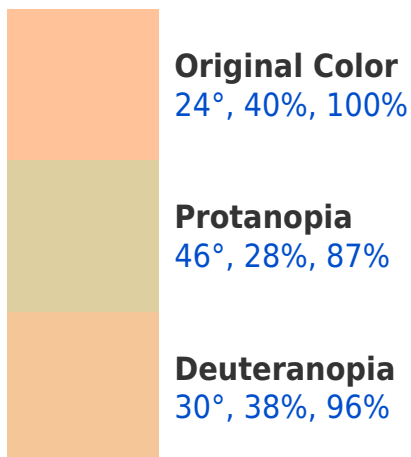 Original Color
24°, 40%, 100%
Protanopia
46°, 28%, 87%
Deuteranopia
30°, 38%, 96%